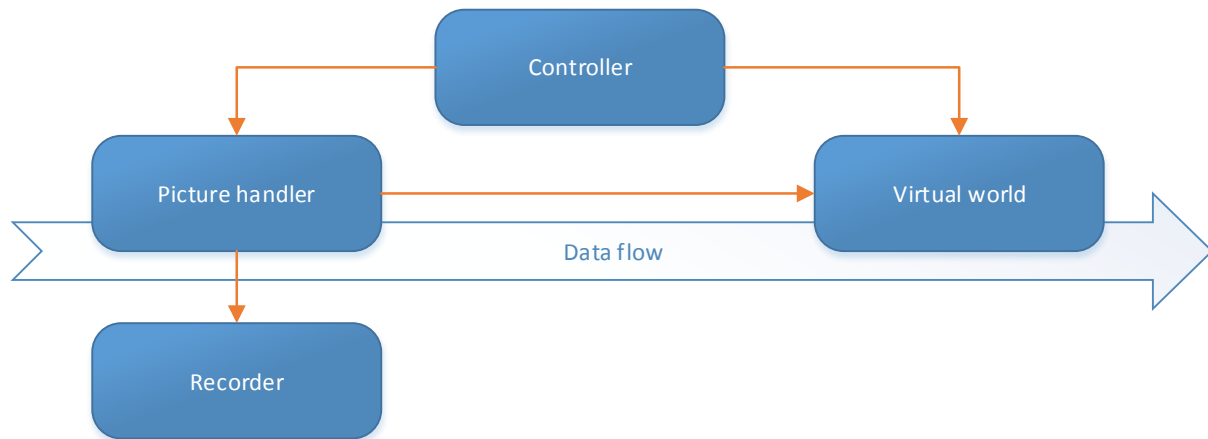 Controller
Picture handler
Virtual world
Data flow
Recorder